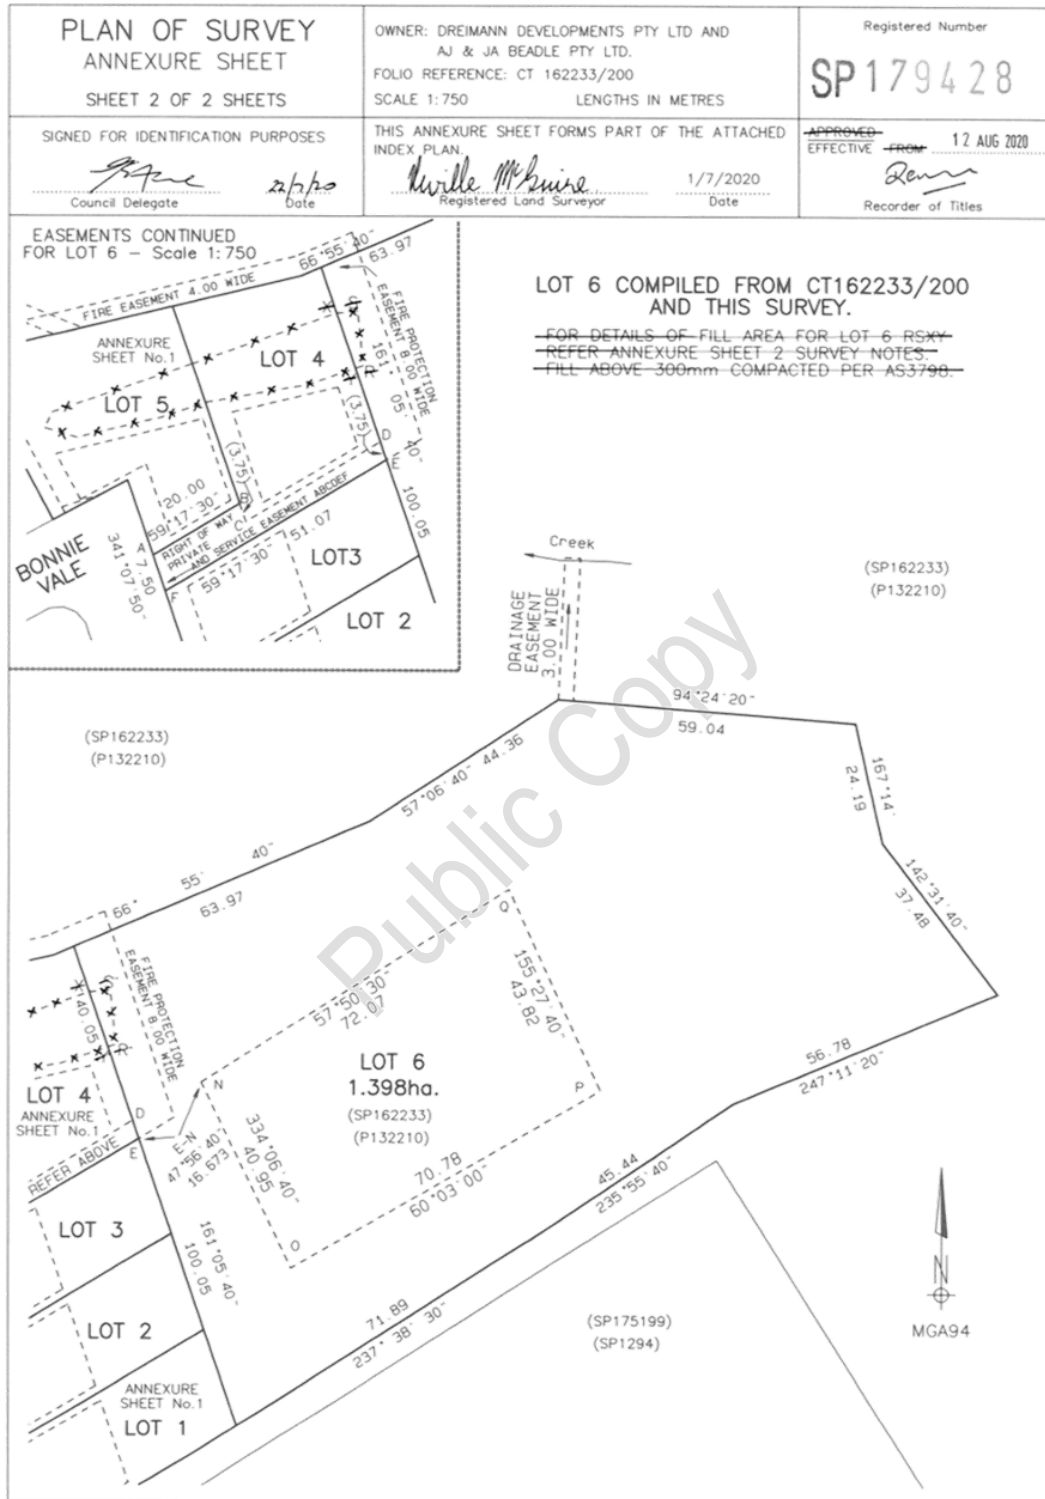 PLAN OF SURVEY
ANNEXURE SHEET
SHEET 2 OF 2 SHEETS
OWNER: DREIMANN DEVELOPMENTS PTY LTD AND
AJ & JA BEADLE PTY LTD.
FOLIO REFERENCE: CT 162233/200
SCALE 1:750 LENGTHS IN METRES
Registered Number
SP179428
SIGNED FOR IDENTIFICATION PURPOSES
Council Delegate
Date
THIS ANNEXURE SHEET FORMS PART OF THE ATTACHED
INDEX PLAN.
Neville McGuire
Registered Land Surveyor
1/7/2020
Date
APPROVED
EFFECTIVE FROM 12 AUG 2020
Recorder of Titles
EASEMENTS CONTINUED
FOR LOT 6 - Scale 1:750
66°55'40"
63.97
FIRE EASEMENT 4.00 WIDE
FIRE PROTECTION
EASEMENT 8.00 WIDE
ANNEXURE
SHEET No.1
LOT 4
161° 05' 40"
LOT 5
(3.75)
(3.75)
D
E
20.00
59°17'30"
B
C
A
RIGHT OF WAY
PRIVATE
AND SERVICE EASEMENT ABCDEF
51.07
59°17'30"
100.05
BONNIE
VALE
341°07'50"
7.50
F
LOT3
LOT 2
LOT 6 COMPILED FROM CT162233/200
AND THIS SURVEY.
FOR DETAILS OF FILL AREA FOR LOT 6 RSXY
REFER ANNEXURE SHEET 2 SURVEY NOTES.
FILL ABOVE 300mm COMPACTED PER AS3798.
Creek
DRAINAGE
EASEMENT
3.00 WIDE
(SP162233)
(P132210)
(SP162233)
(P132210)
94°24'20"
59.04
57°06'40" 44.36
167°14'
24.19
142°31'40"
37.48
66° 55' 40"
63.97
Public Copy
FIRE PROTECTION
EASEMENT 8.00 WIDE
140.05
Q
57°50'30"
72.07
155°27'40"
43.82
56.78
247°11'20"
LOT 6
1.398ha.
(SP162233)
(P132210)
N
P
LOT 4
ANNEXURE
SHEET No.1
D
E
REFER ABOVE
E-N
47°56'40"
16.673
334°06'40"
40.95
70.78
60°03'00"
45.44
235°55'40"
O
LOT 3
161°05'40"
100.05
71.89
237° 38' 30"
(SP175199)
(SP1294)
N
MGA94
LOT 2
ANNEXURE
SHEET No.1
LOT 1